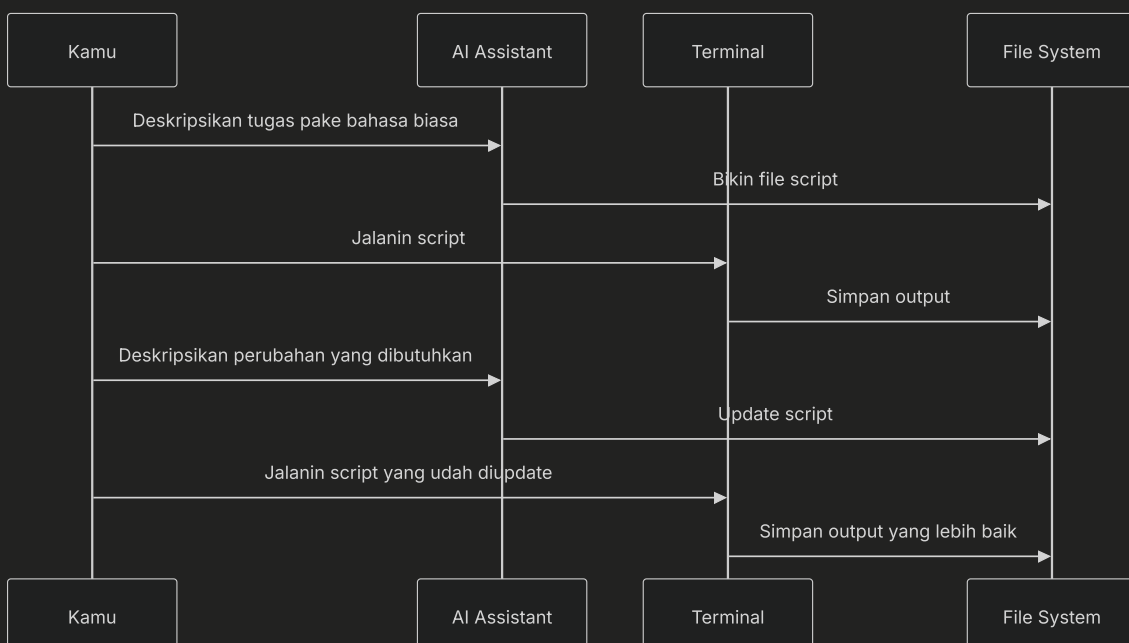 Kamu
AI Assistant
Terminal
File System
Deskripsikan tugas pake bahasa biasa
Bikin file script
Jalanin script
Simpan output
Deskripsikan perubahan yang dibutuhkan
Update script
Jalanin script yang udah diupdate
Simpan output yang lebih baik
Kamu
AI Assistant
Terminal
File System